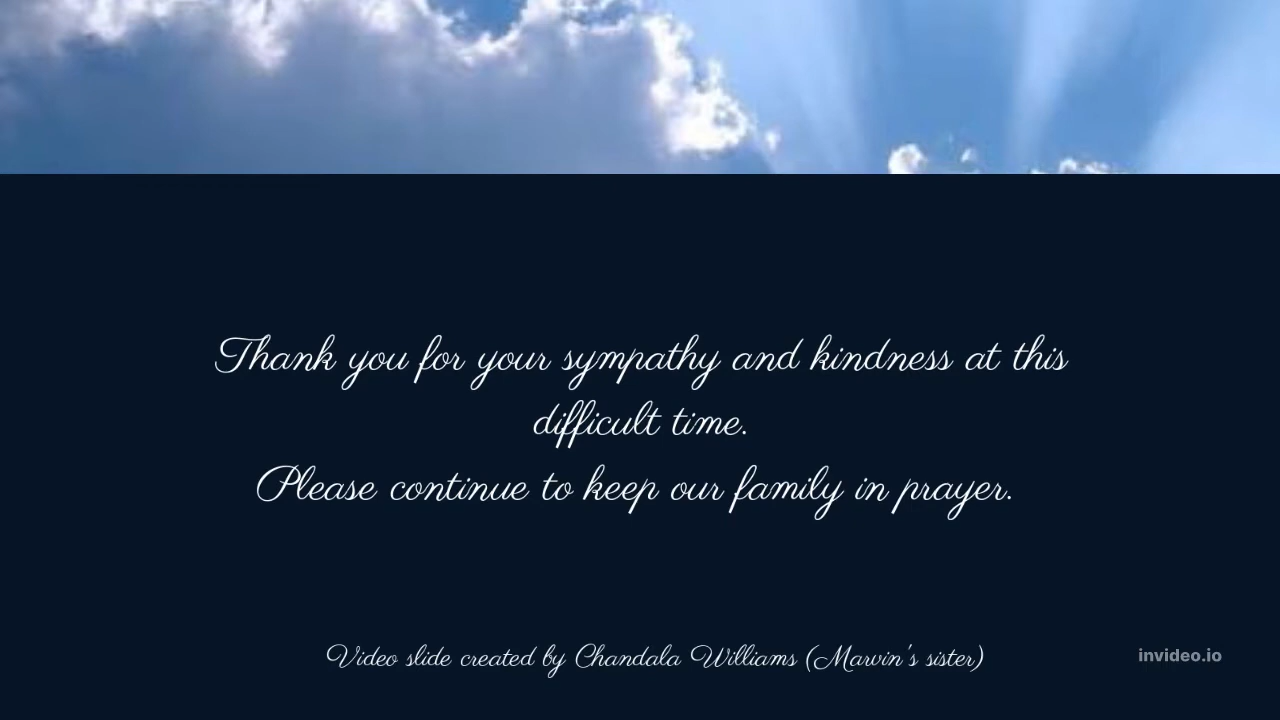 Thank you for your sympathy and kindness at this
difficult time.
Please continue to keep our family in prayer.
Video slide created by Chandala Williams (Marvin's sister)
invideo.io